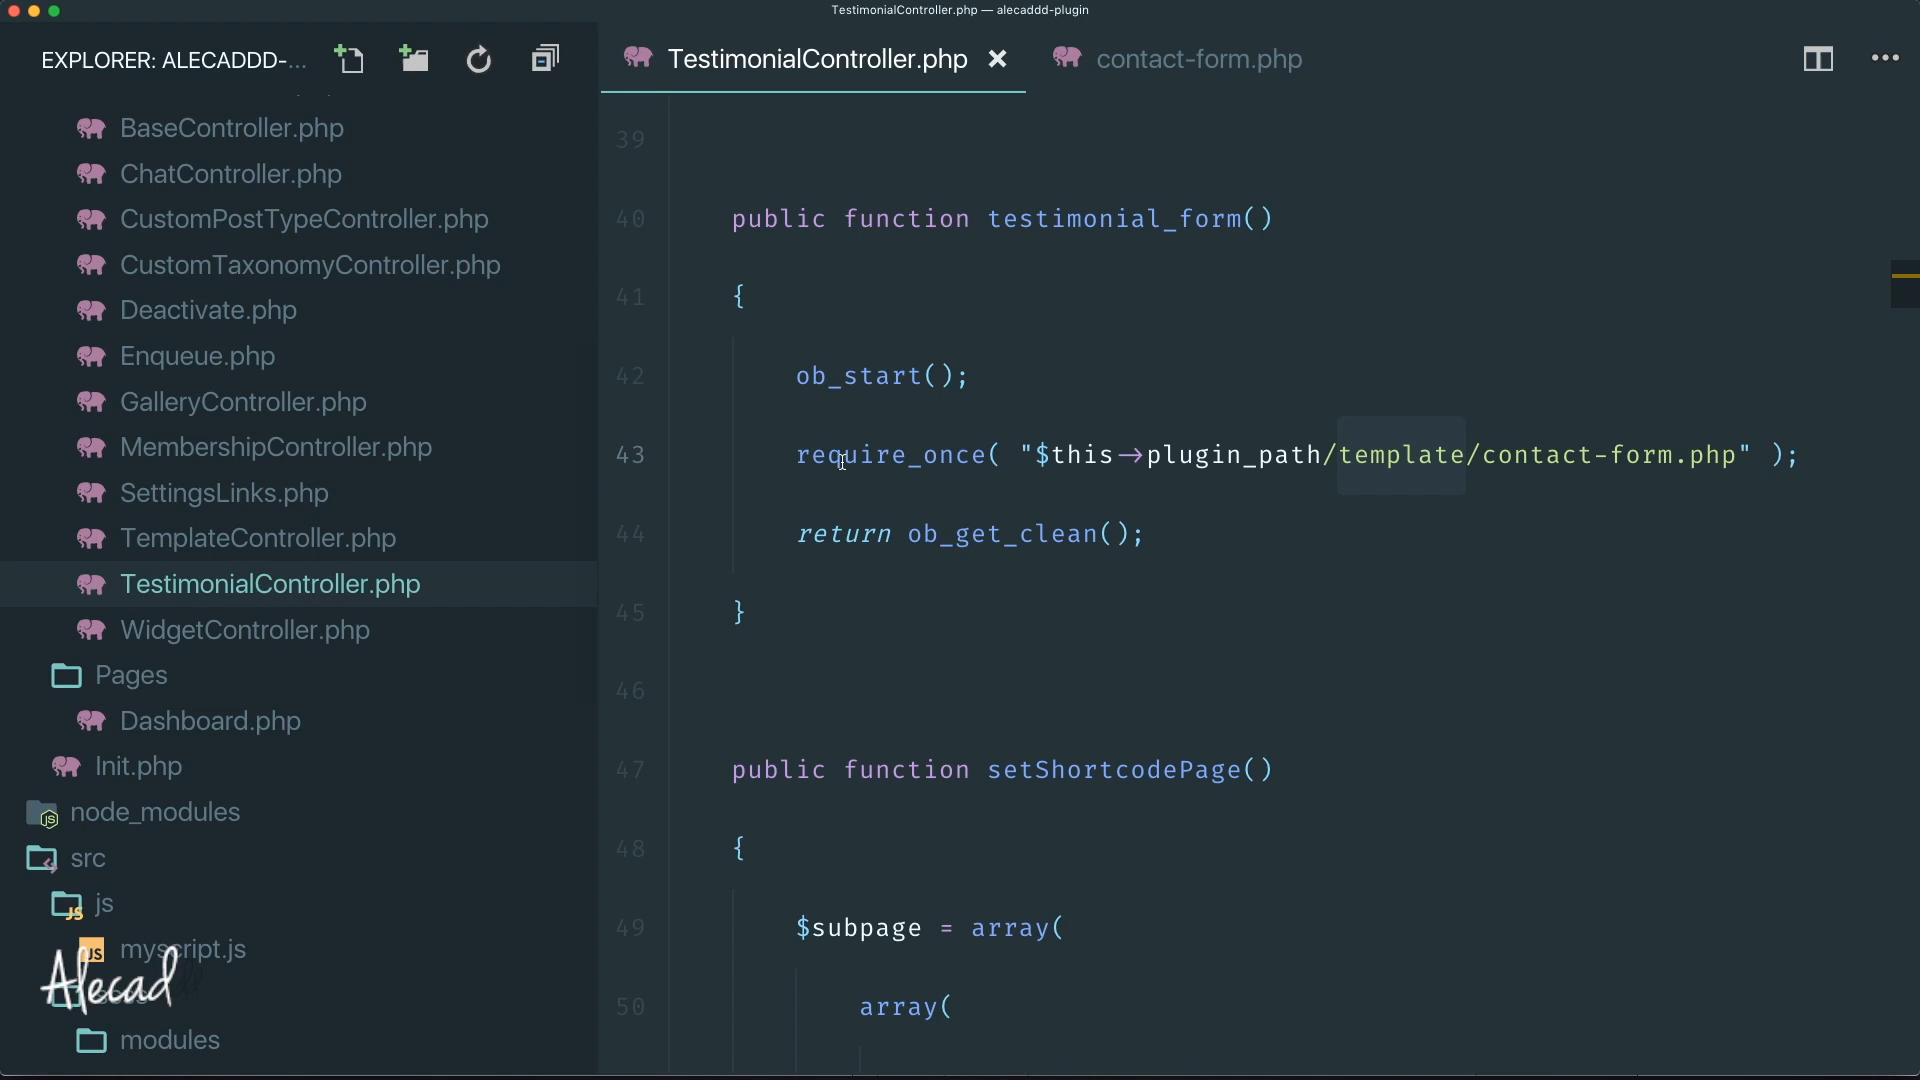 TestimonialController.php — alecaddd-plugin
EXPLORER: ALECADDD-...
BaseController.php
ChatController.php
CustomPostTypeController.php
CustomTaxonomyController.php
Deactivate.php
Enqueue.php
GalleryController.php
MembershipController.php
SettingsLinks.php
TemplateController.php
TestimonialController.php
WidgetController.php
Pages
Dashboard.php
Init.php
node_modules
src
js
myscript.js
Alecad
modules
TestimonialController.php
contact-form.php
39
40 public function testimonial_form()
41 {
42 ob_start();
43 require_once( "$this->plugin_path/template/contact-form.php" );
44 return ob_get_clean();
45 }
46
47 public function setShortcodePage()
48 {
49 $subpage = array(
50 array(